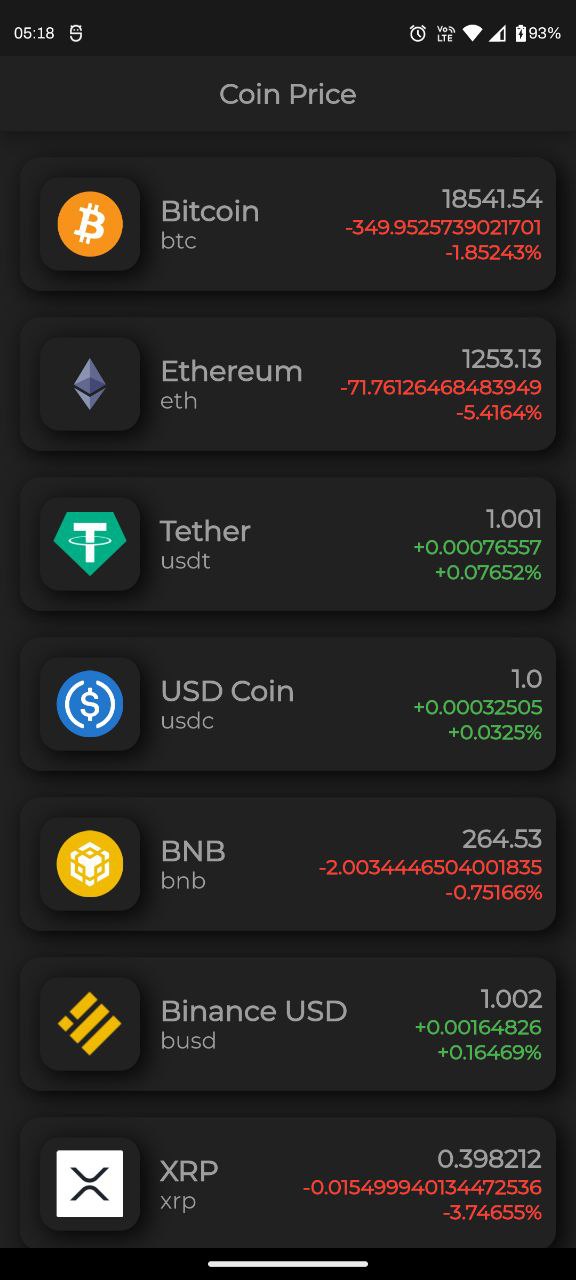 05:18
Vo LTE
93%
Coin Price
Bitcoin
btc
18541.54
-349.9525739021701
-1.85243%
Ethereum
eth
1253.13
-71.76126468483949
-5.4164%
Tether
usdt
1.001
+0.00076557
+0.07652%
USD Coin
usdc
1.0
+0.00032505
+0.0325%
BNB
bnb
264.53
-2.0034446504001835
-0.75166%
Binance USD
busd
1.002
+0.00164826
+0.16469%
XRP
xrp
0.398212
-0.015499940134472536
-3.74655%